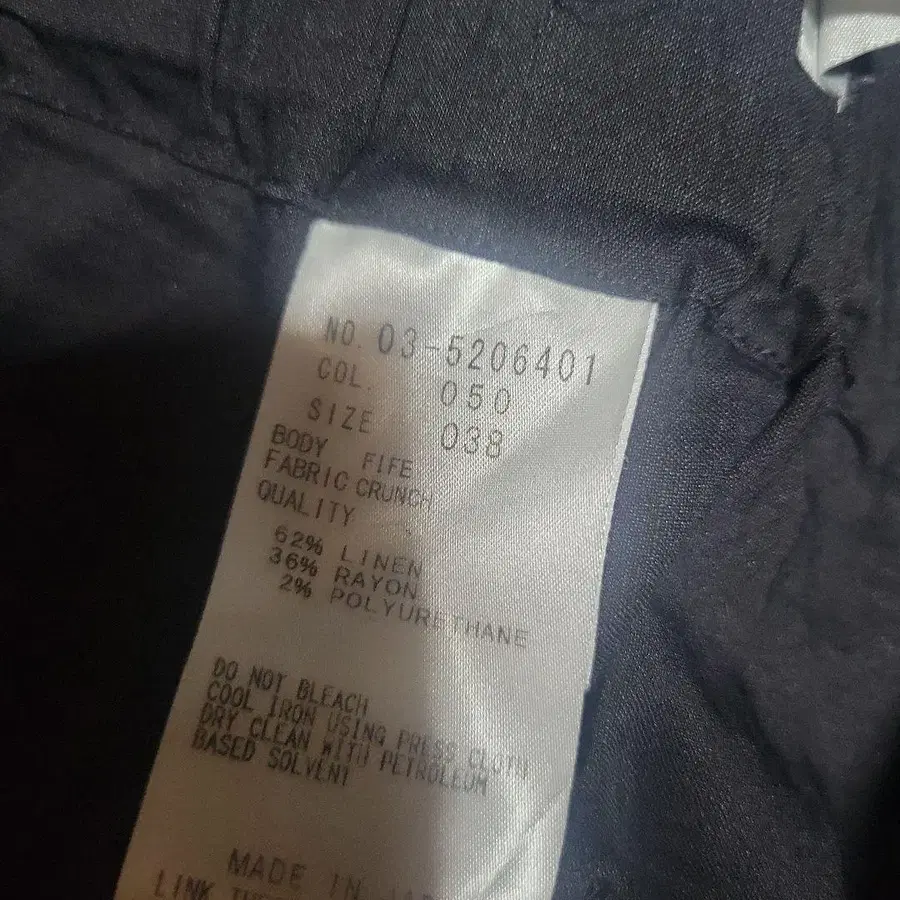 NO. 03-5206401
COL. 050
SIZE 038
BODY FIFE
FABRIC CRUNCH
QUALITY
62% LINEN
36% RAYON
2% POLYURETHANE
DO NOT BLEACH
COOL IRON USING PRESS CLOTH
DRY CLEAN WITH PETROLEUM
BASED SOLVENT
MADE IN
LINK